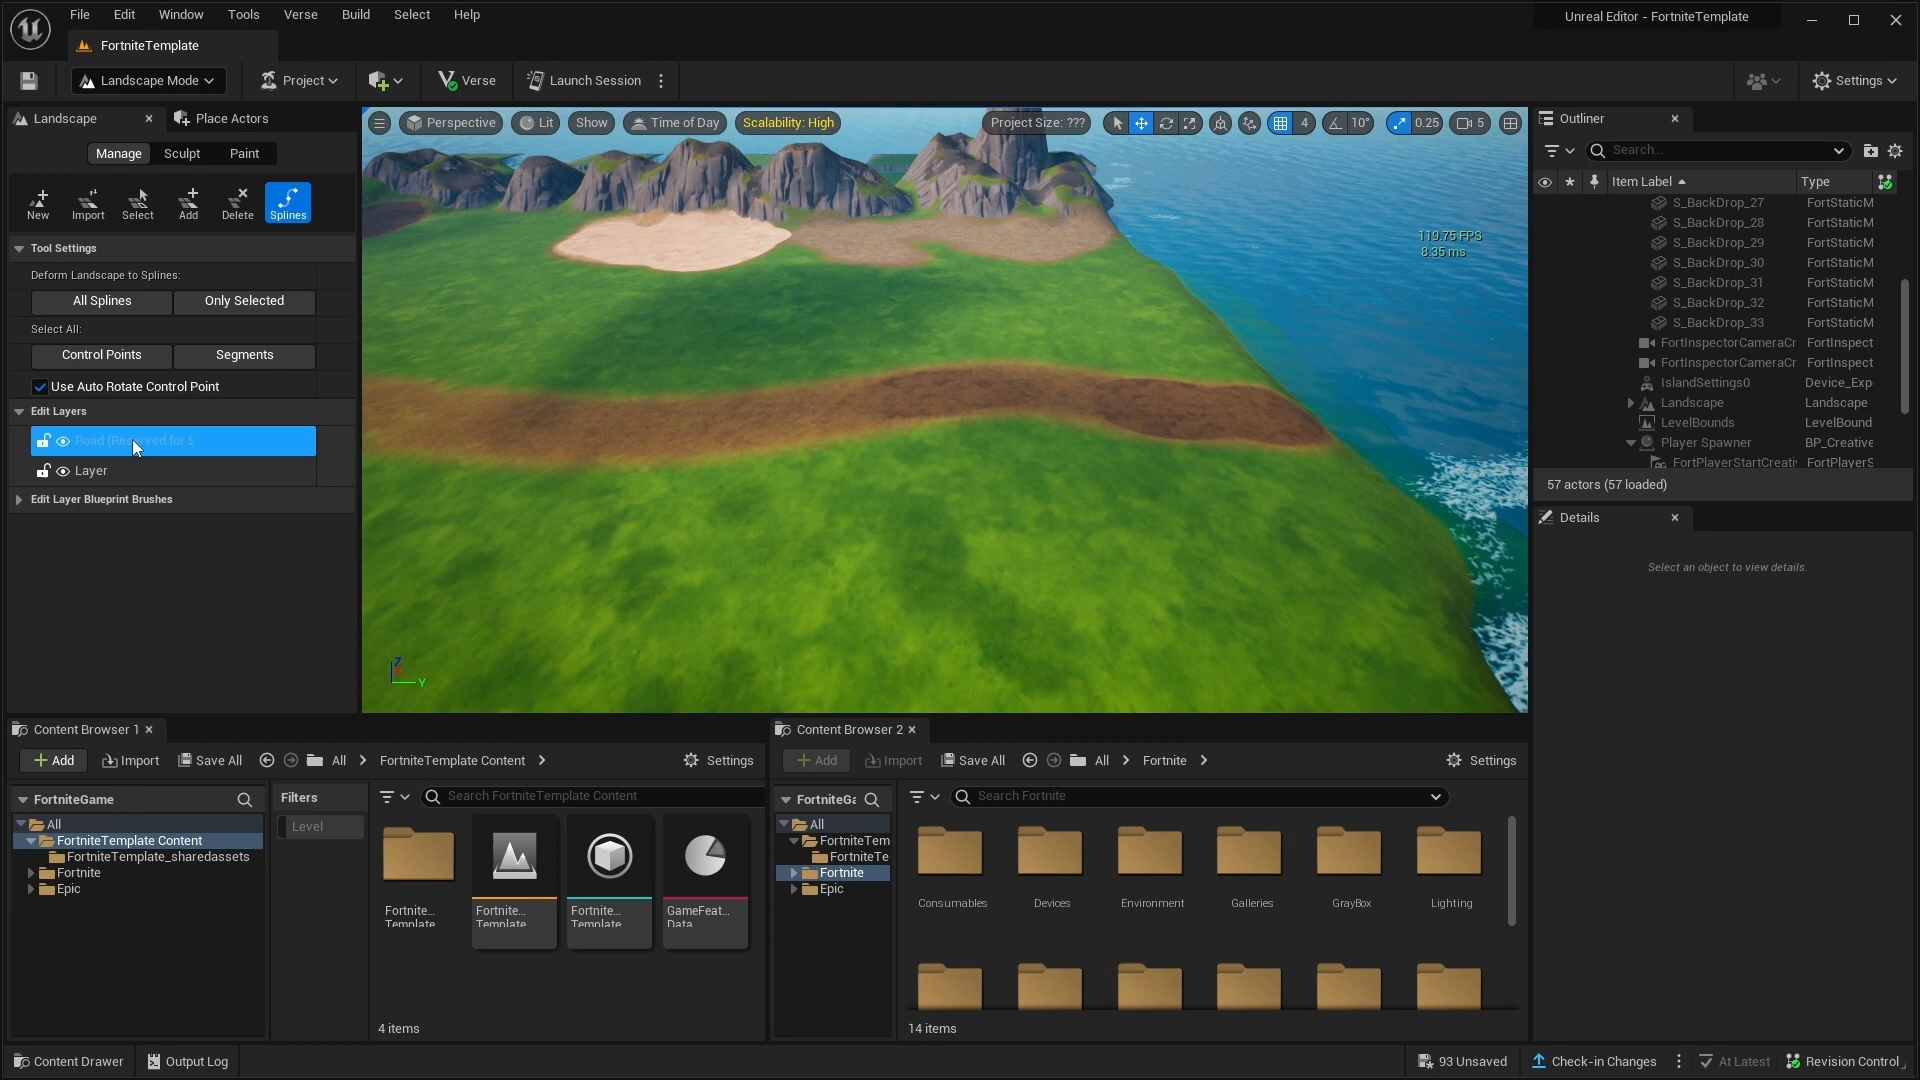 File Edit Window Tools Verse Build Select Help
Unreal Editor - FortniteTemplate
FortniteTemplate
Landscape Mode
Project
Verse
Launch Session
Settings
Landscape
Place Actors
Manage Sculpt Paint
New Import Select Add Delete Splines
Tool Settings
Deform Landscape to Splines:
All Splines Only Selected
Select All:
Control Points Segments
Use Auto Rotate Control Point
Edit Layers
Road (Reserved for S
Layer
Edit Layer Blueprint Brushes
Perspective Lit Show Time of Day Scalability: High
Project Size: ??? 4 10° 0.25 5
119.75 FPS
8.35 ms
Z
X
Y
Outliner
Search...
Item Label Type
S_BackDrop_27 FortStaticM
S_BackDrop_28 FortStaticM
S_BackDrop_29 FortStaticM
S_BackDrop_30 FortStaticM
S_BackDrop_31 FortStaticM
S_BackDrop_32 FortStaticM
S_BackDrop_33 FortStaticM
FortInspectorCameraCr FortInspect
FortInspectorCameraCr FortInspect
IslandSettings0 Device_Exp
Landscape Landscape
LevelBounds LevelBound
Player Spawner BP_Creative
FortPlayerStartCreati FortPlayerS
57 actors (57 loaded)
Details
Select an object to view details.
Content Browser 1
Add Import Save All All FortniteTemplate Content Settings
FortniteGame
All
FortniteTemplate Content
FortniteTemplate_sharedassets
Fortnite
Epic
Filters
Level
Search FortniteTemplate Content
Fortnite...
Template
Fortnite...
Template
Fortnite...
Template
GameFeat...
Data
4 items
Content Browser 2
Add Import Save All All Fortnite Settings
FortniteGa
All
FortniteTem
FortniteTe
Fortnite
Epic
Search Fortnite
Consumables Devices Environment Galleries GrayBox Lighting
14 items
Content Drawer Output Log
93 Unsaved Check-in Changes At Latest Revision Control